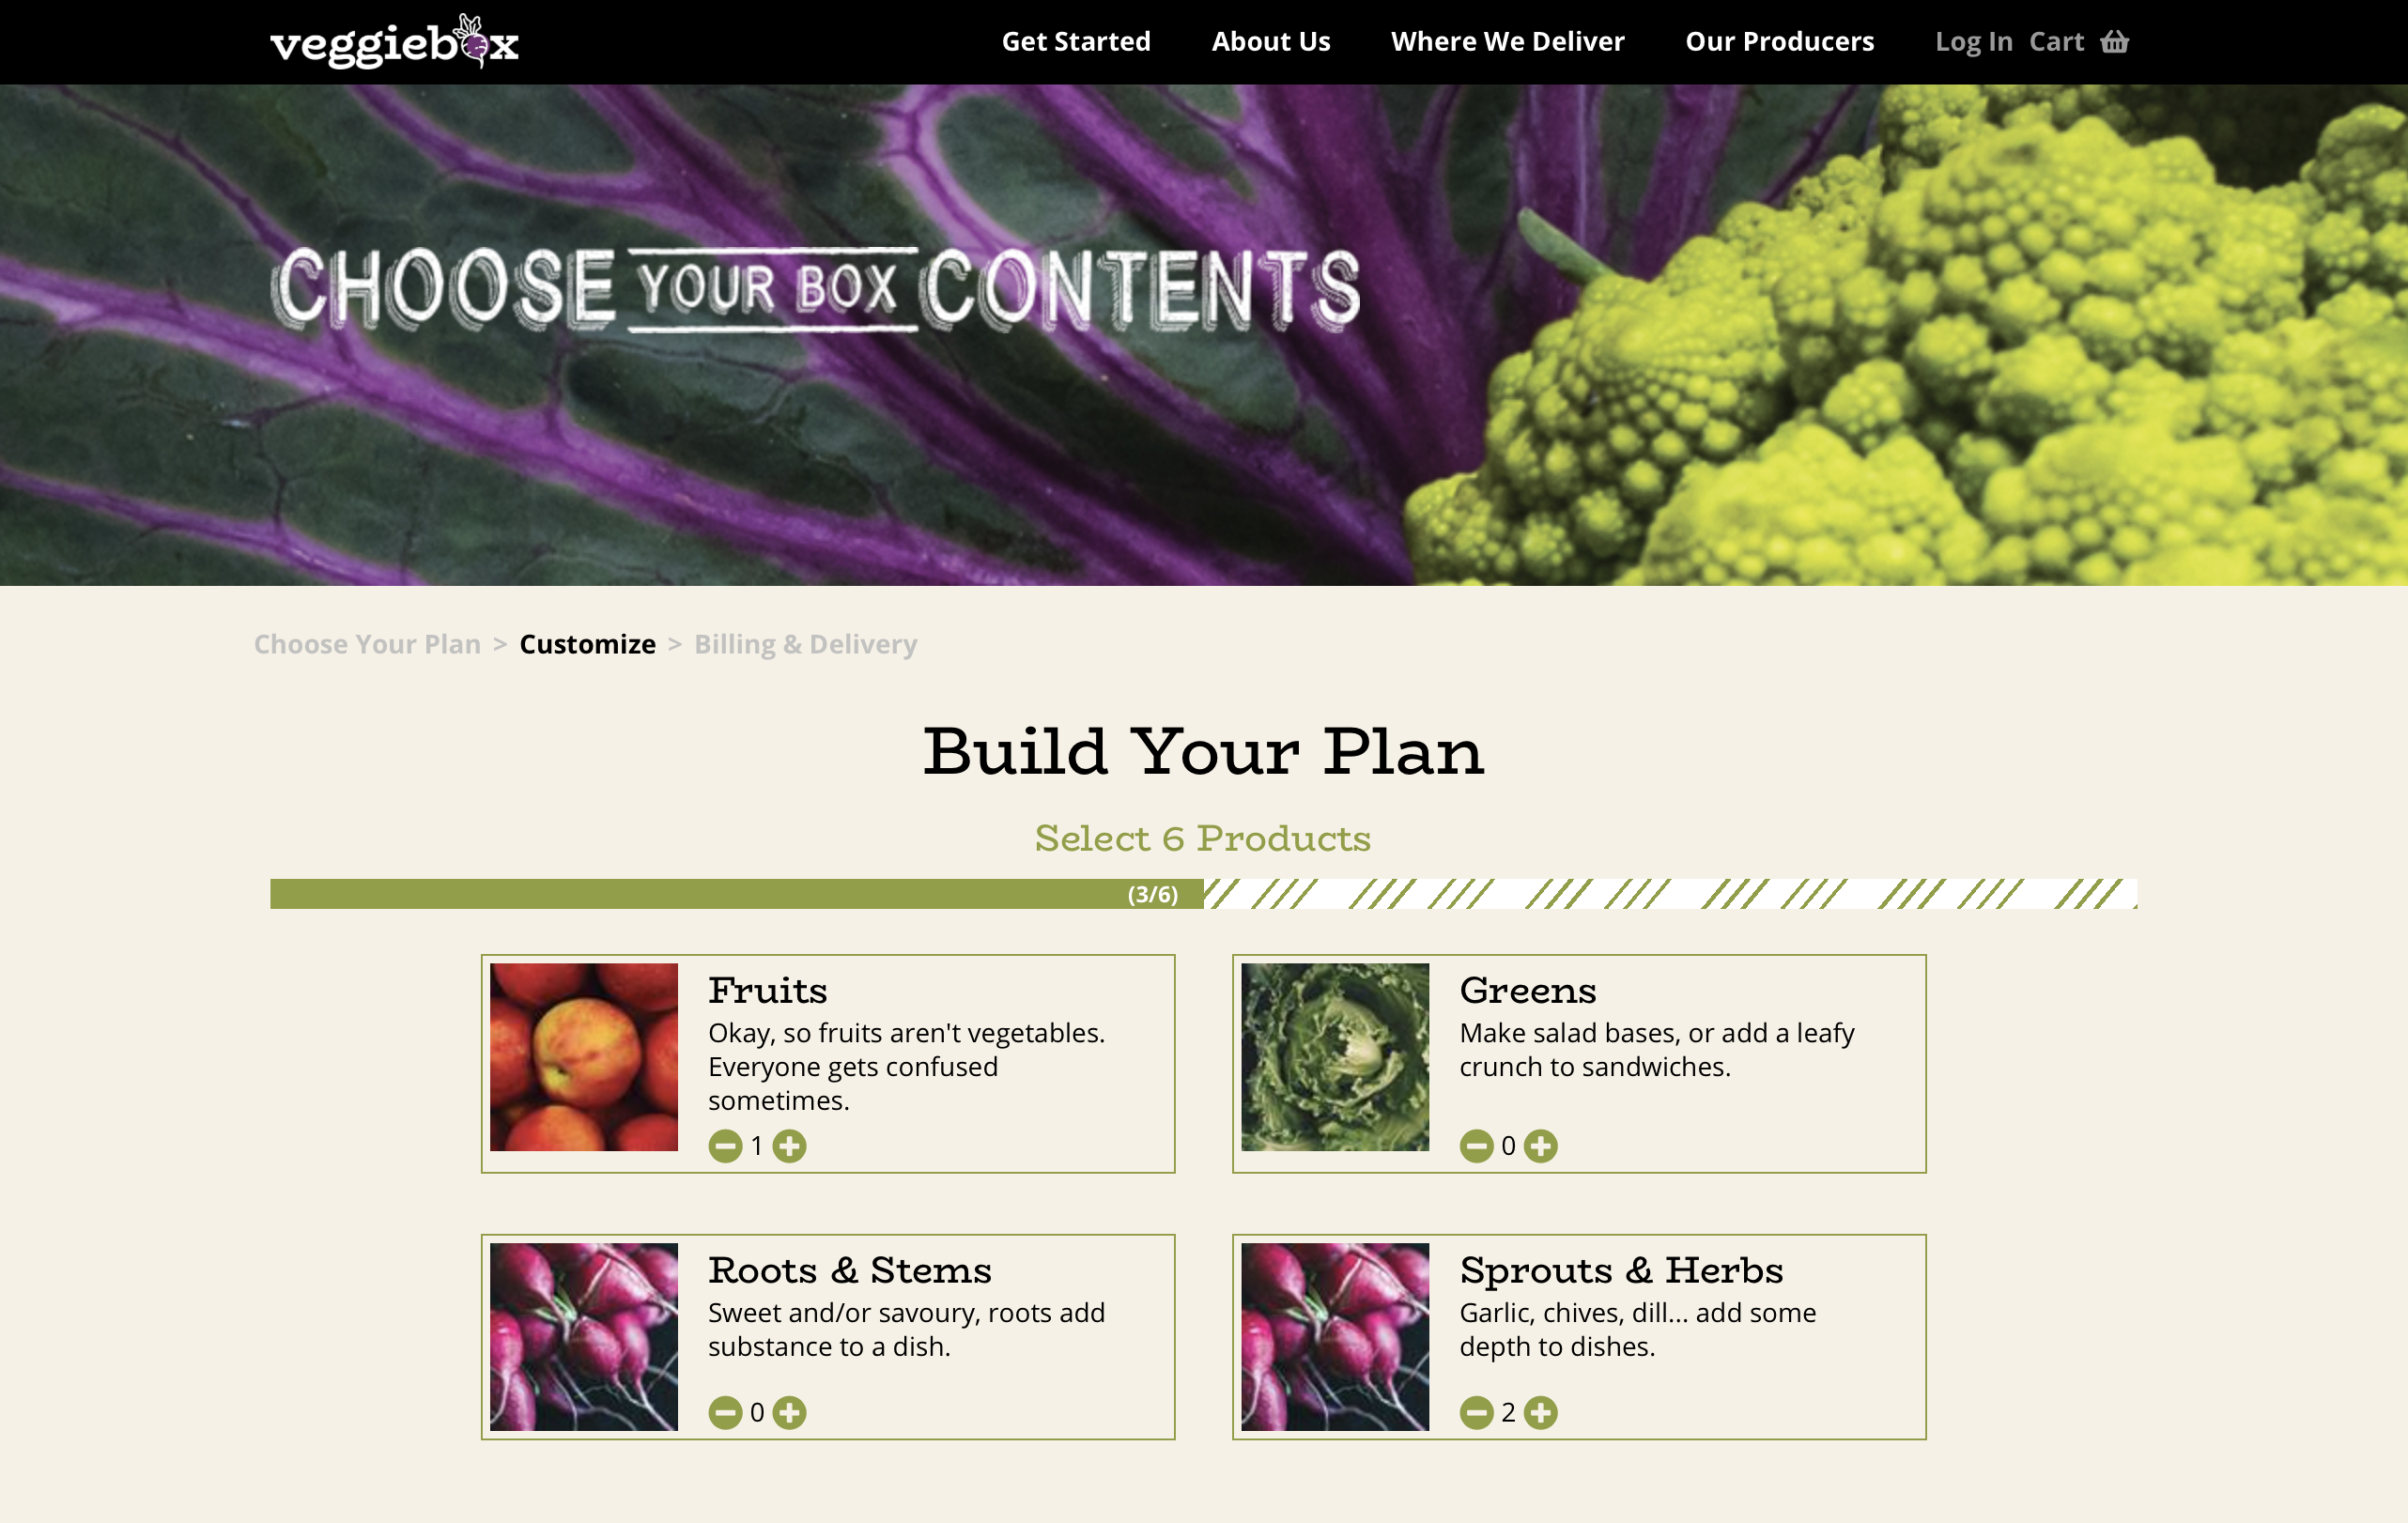 veggiebox
Get Started About Us Where We Deliver Our Producers Log In Cart
CHOOSE YOUR BOX CONTENTS
Choose Your Plan > Customize > Billing & Delivery
Build Your Plan
Select 6 Products
(3/6)
Fruits
Okay, so fruits aren't vegetables.
Everyone gets confused
sometimes.
1
Greens
Make salad bases, or add a leafy
crunch to sandwiches.
0
Roots & Stems
Sweet and/or savoury, roots add
substance to a dish.
0
Sprouts & Herbs
Garlic, chives, dill... add some
depth to dishes.
2